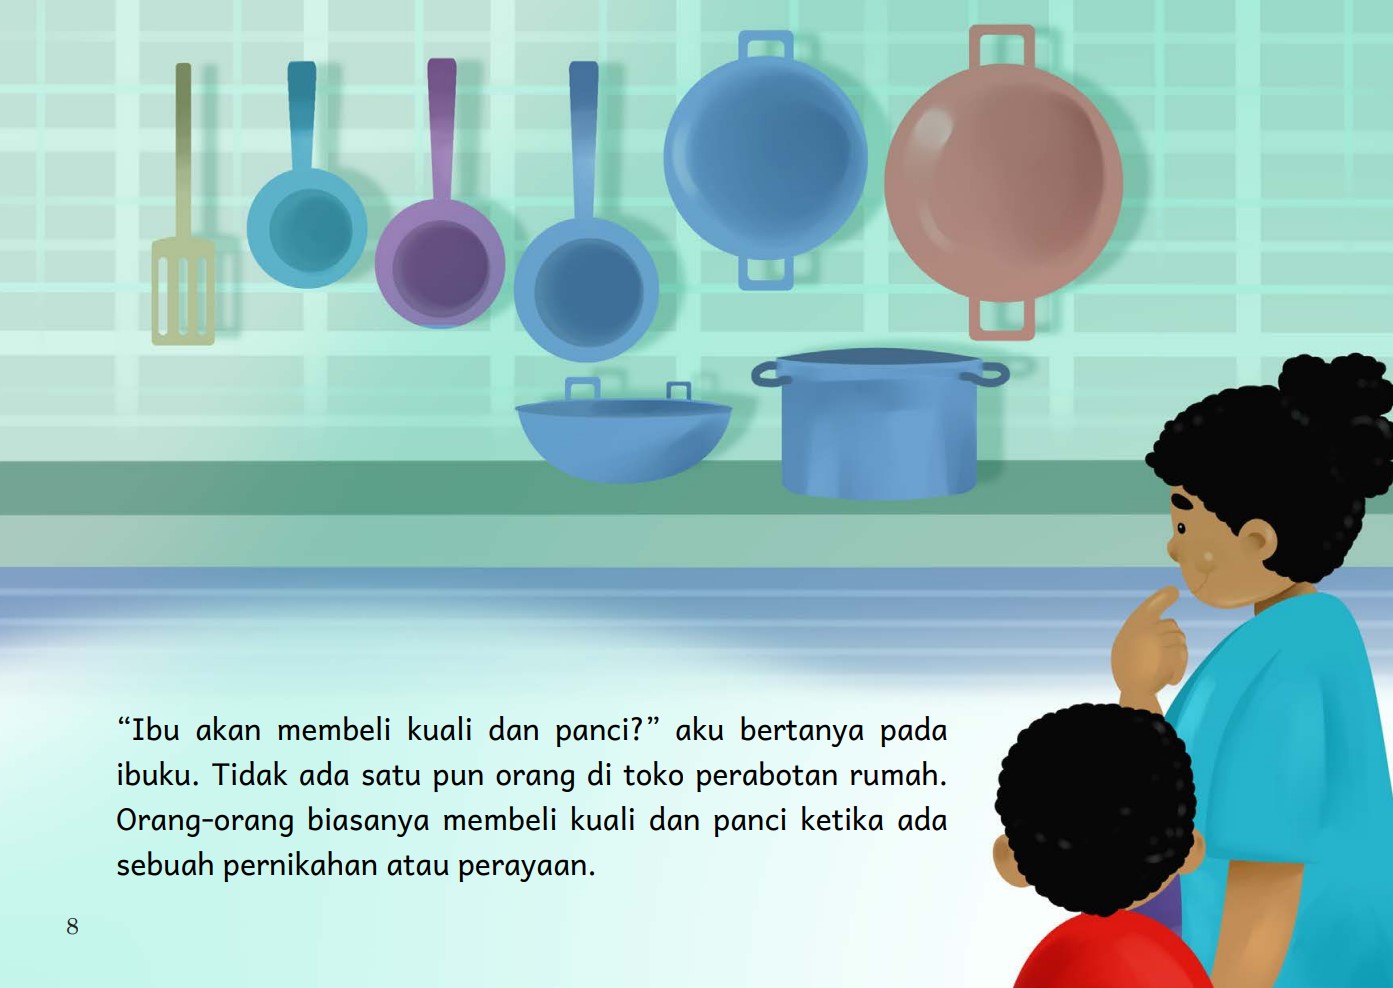 “Ibu akan membeli kuali dan panci?” aku bertanya pada
ibuku. Tidak ada satu pun orang di toko perabotan rumah.
Orang-orang biasanya membeli kuali dan panci ketika ada
sebuah pernikahan atau perayaan.
8